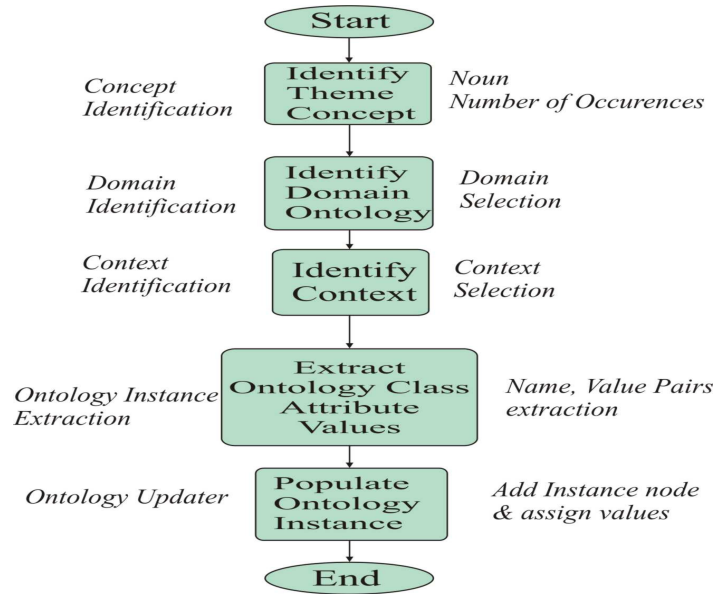 Start
Concept
Identification
Identify
Theme
Concept
Noun
Number of Occurences
Domain
Identification
Identify
Domain
Ontology
Domain
Selection
Context
Identification
Identify
Context
Context
Selection
Ontology Instance
Extraction
Extract
Ontology Class
Attribute
Values
Name, Value Pairs
extraction
Ontology Updater
Populate
Ontology
Instance
Add Instance node
& assign values
End